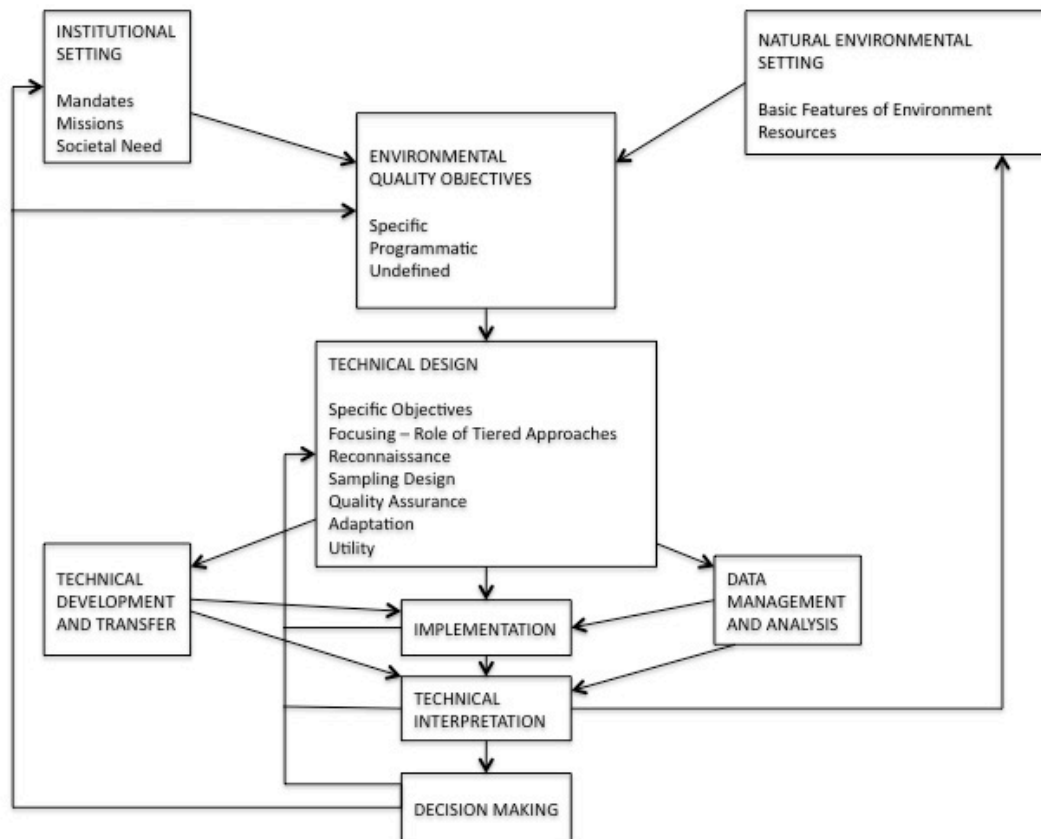 INSTITUTIONAL
SETTING
Mandates
Missions
Societal Need
NATURAL ENVIRONMENTAL
SETTING
Basic Features of Environment
Resources
ENVIRONMENTAL
QUALITY OBJECTIVES
Specific
Programmatic
Undefined
TECHNICAL DESIGN
Specific Objectives
Focusing – Role of Tiered Approaches
Reconnaissance
Sampling Design
Quality Assurance
Adaptation
Utility
TECHNICAL
DEVELOPMENT
AND TRANSFER
DATA
MANAGEMENT
AND ANALYSIS
IMPLEMENTATION
TECHNICAL
INTERPRETATION
DECISION MAKING